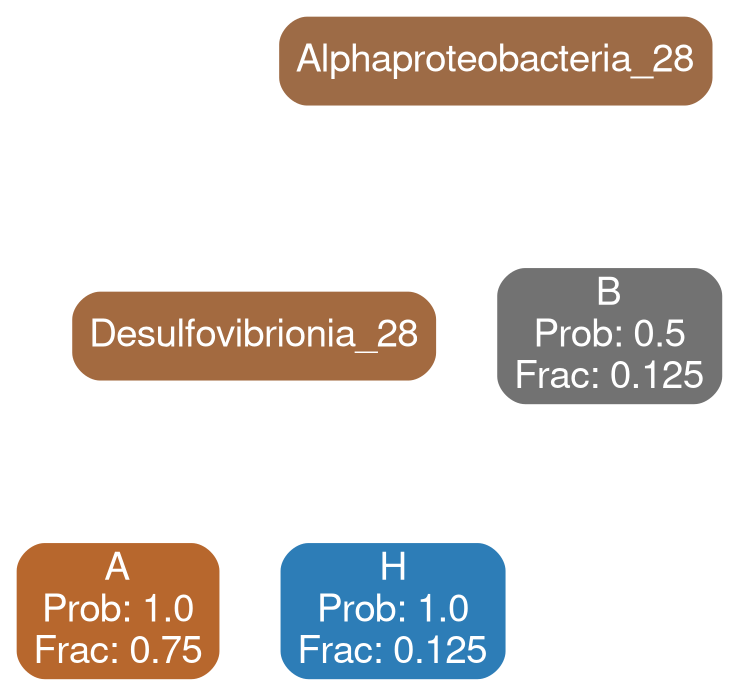 Alphaproteobacteria_28
Desulfovibrionia_28
B
Prob: 0.5
Frac: 0.125
A
Prob: 1.0
Frac: 0.75
H
Prob: 1.0
Frac: 0.125